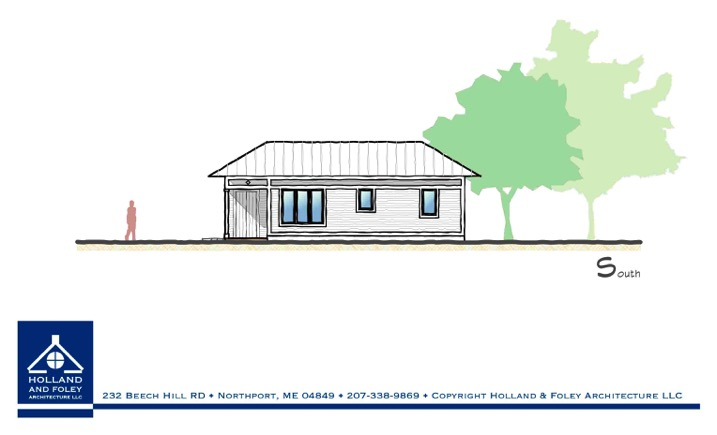 South
HOLLAND
AND FOLEY
ARCHITECTURE LLC
232 BEECH HILL RD ♦ NORTHPORT, ME 04849 ♦ 207-338-9869 ♦ COPYRIGHT HOLLAND & FOLEY ARCHITECTURE LLC